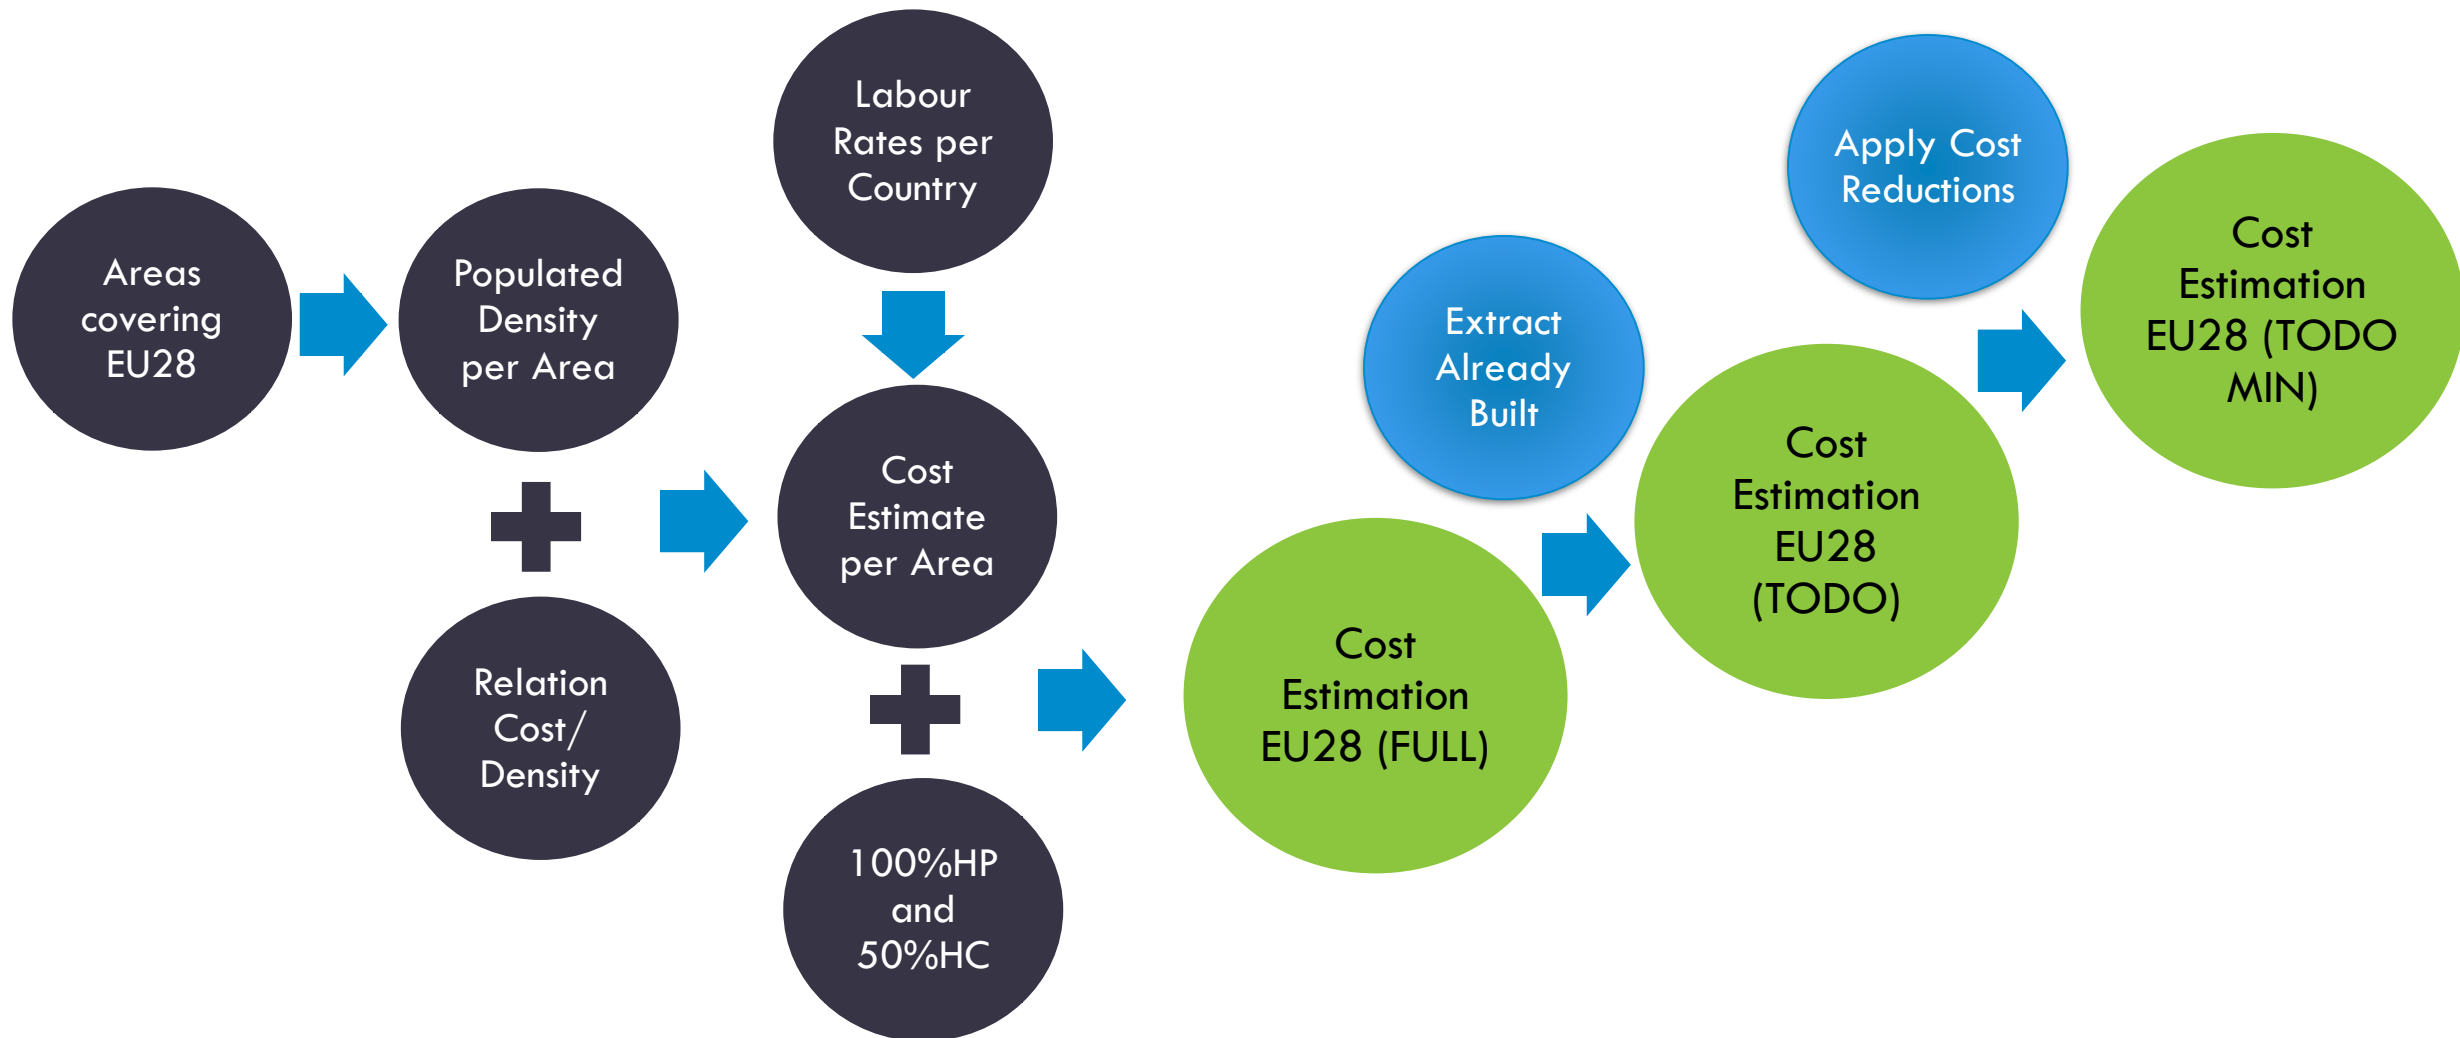 Areas
covering
EU28
Populated
Density
per Area
Relation
Cost/
Density
Labour
Rates per
Country
Cost
Estimate
per Area
100%HP
and
50%HC
Cost
Estimation
EU28 (FULL)
Extract
Already
Built
Cost
Estimation
EU28
(TODO)
Apply Cost
Reductions
Cost
Estimation
EU28 (TODO
MIN)